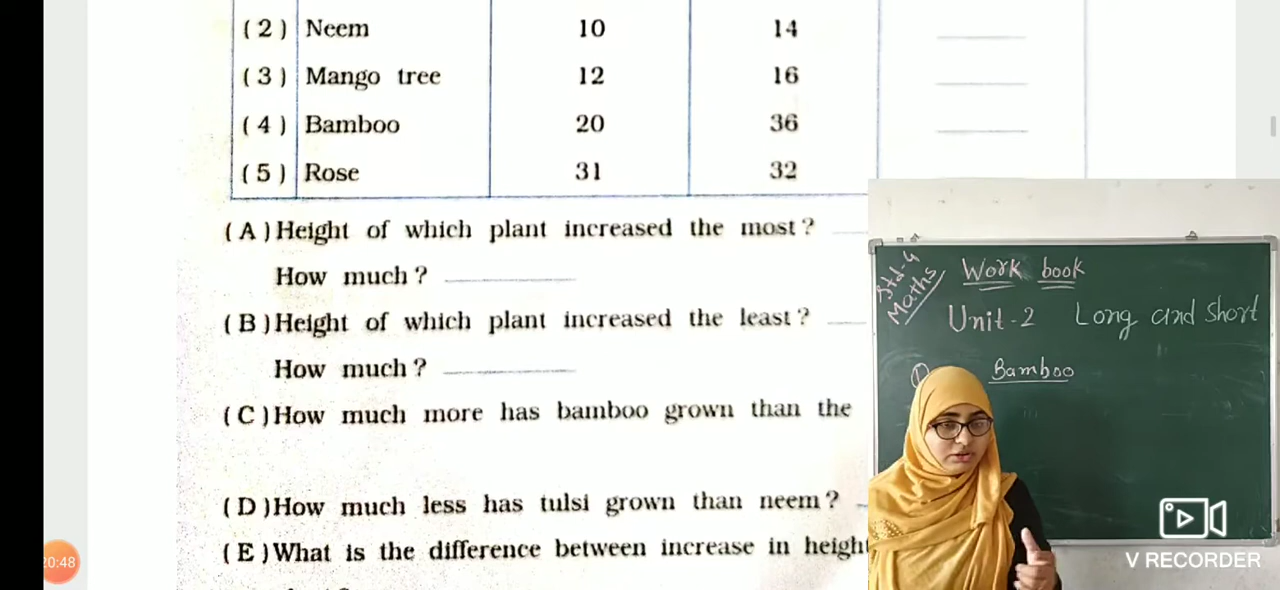 ( 2 ) Neem 10 14
( 3 ) Mango tree 12 16
( 4 ) Bamboo 20 36
( 5 ) Rose 31 32
( A ) Height of which plant increased the most ?
How much ?
( B ) Height of which plant increased the least ?
How much ?
( C ) How much more has bamboo grown than the
( D ) How much less has tulsi grown than neem ?
( E ) What is the difference between increase in height
Std-4
Maths
Work book
Unit-2 Long and Short
Bamboo
20:48
V RECORDER